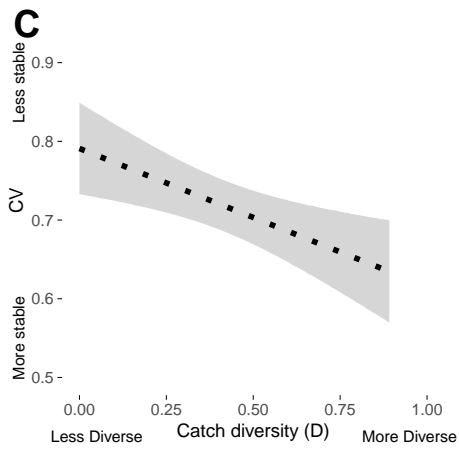 C
Less stable
CV
More stable
0.9
0.8
0.7
0.6
0.5
0.00 0.25 0.50 0.75 1.00
Less Diverse Catch diversity (D) More Diverse